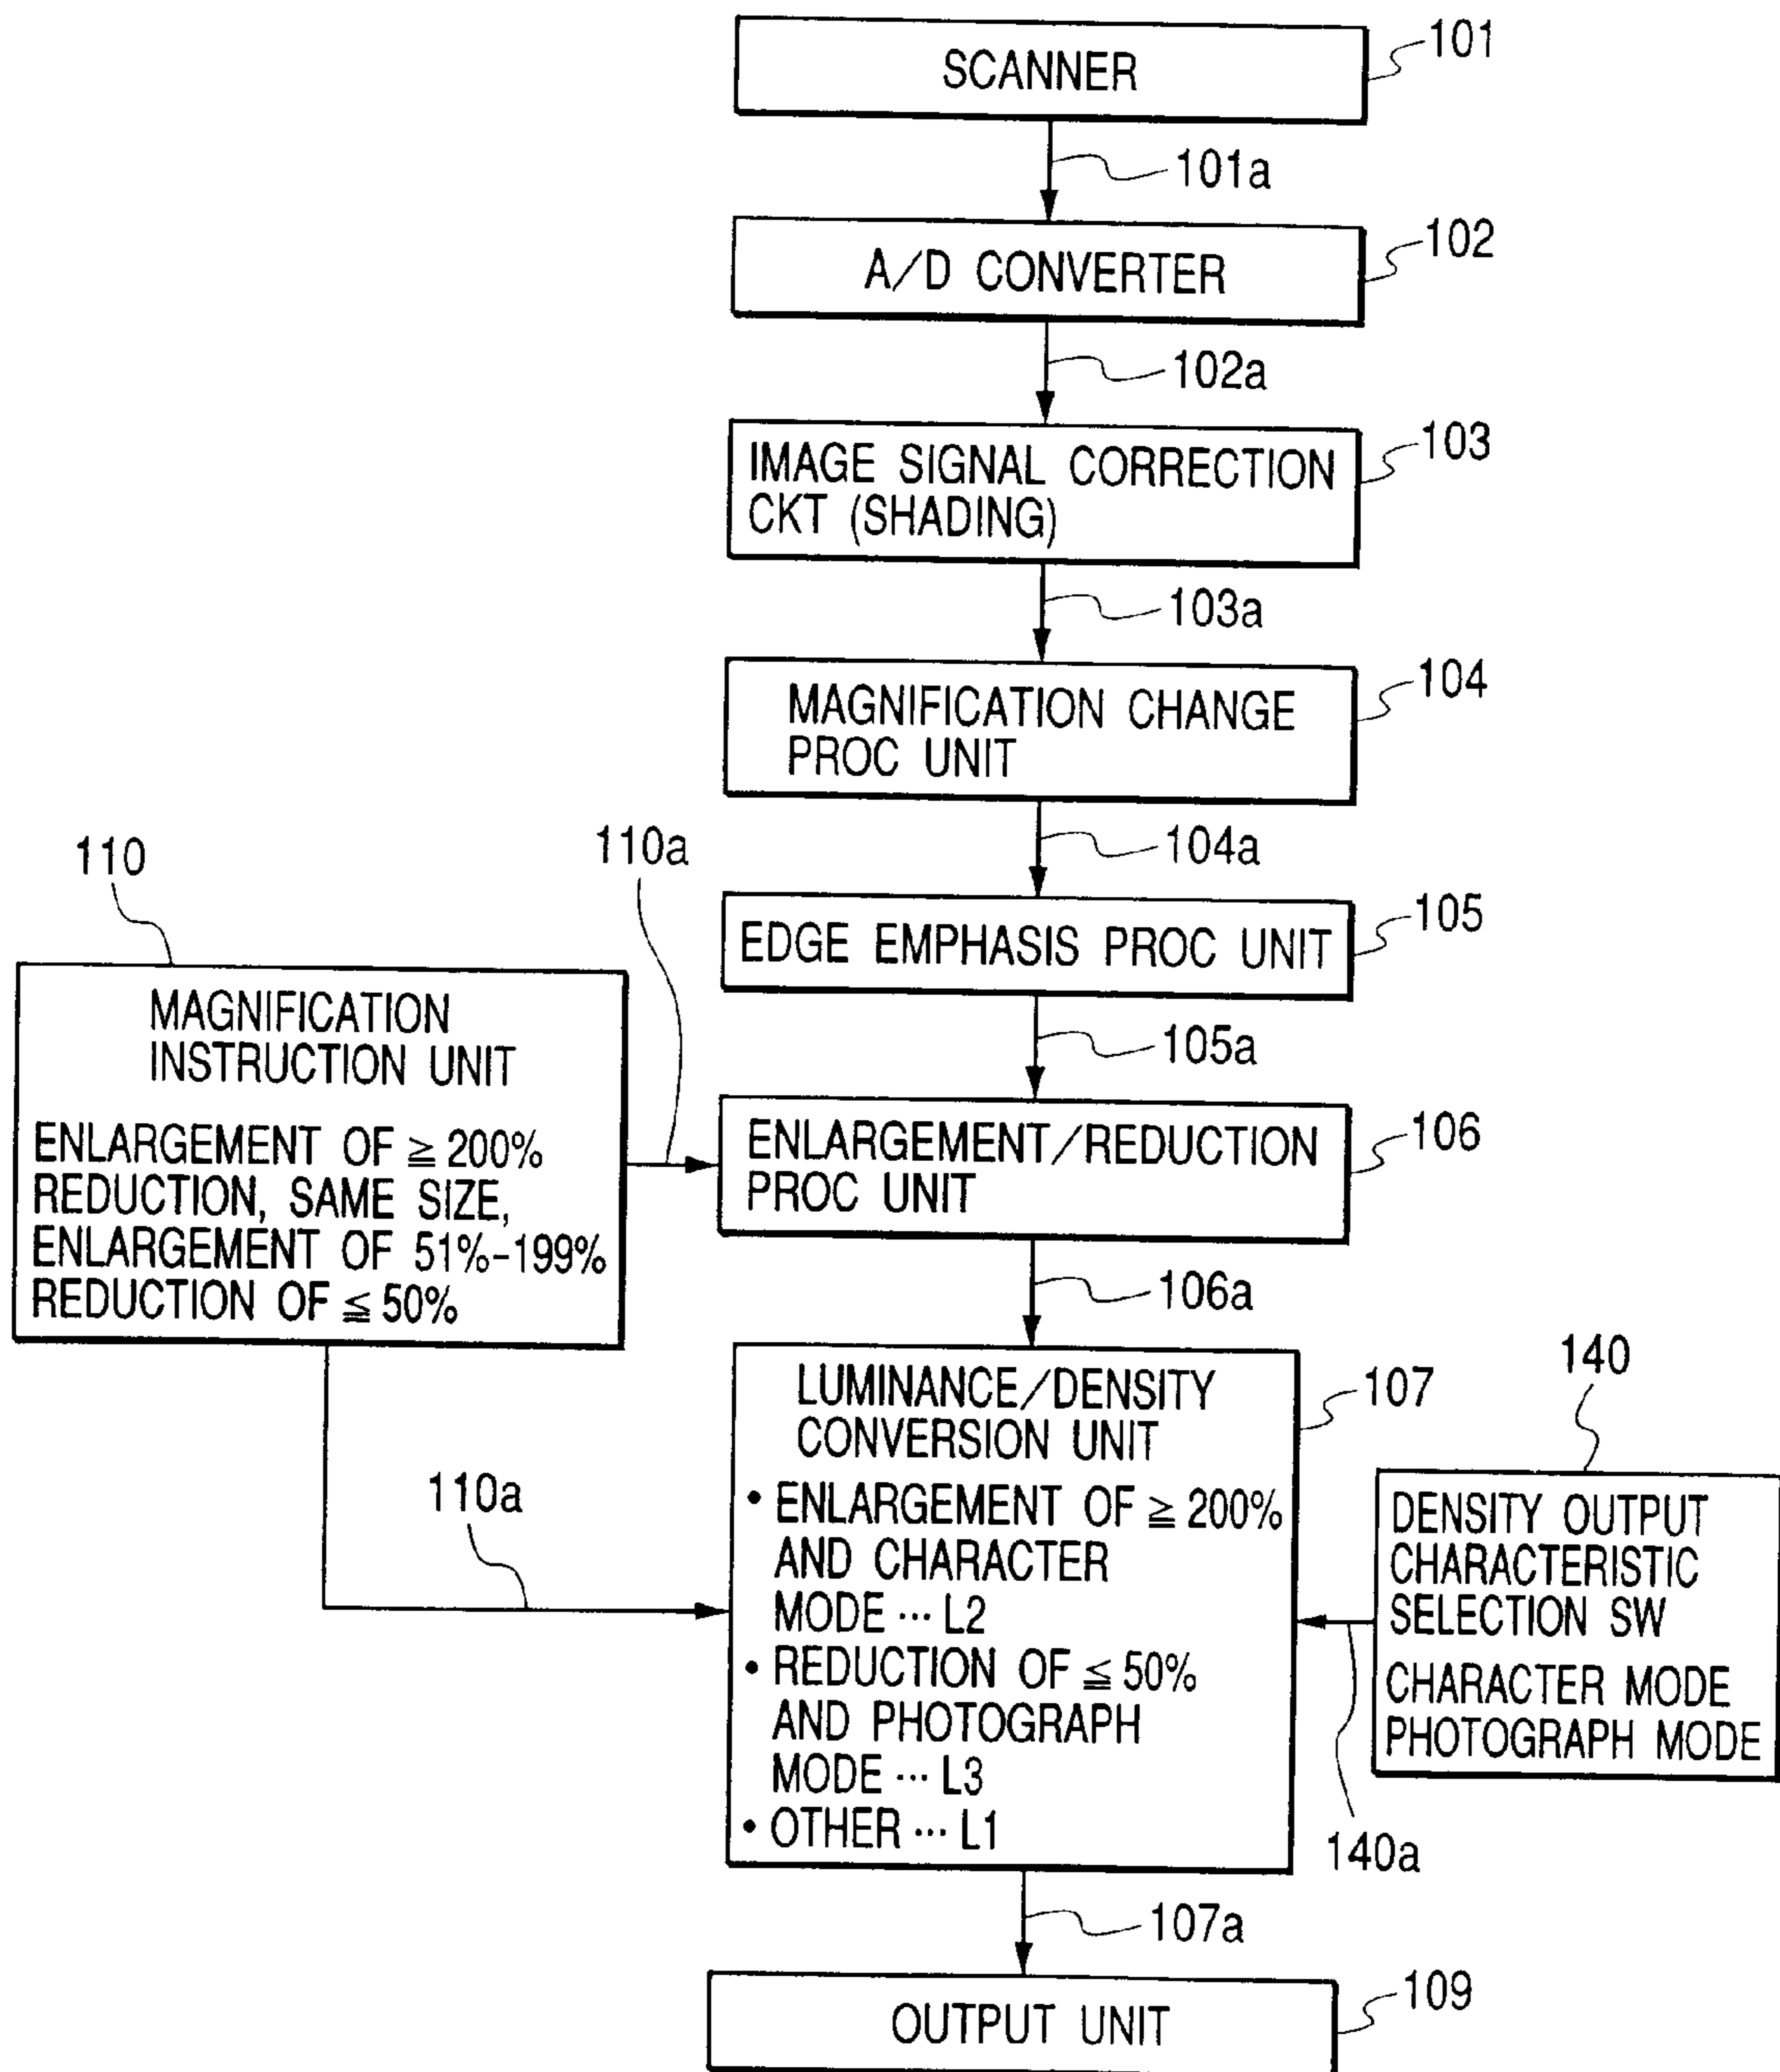 SCANNER
101
101a
A/D CONVERTER
102
102a
IMAGE SIGNAL CORRECTION
CKT (SHADING)
103
103a
MAGNIFICATION CHANGE
PROC UNIT
104
104a
EDGE EMPHASIS PROC UNIT
105
105a
110
110a
MAGNIFICATION
INSTRUCTION UNIT
ENLARGEMENT OF ≧ 200%
REDUCTION, SAME SIZE,
ENLARGEMENT OF 51%-199%
REDUCTION OF ≦ 50%
ENLARGEMENT/REDUCTION
PROC UNIT
106
106a
110a
LUMINANCE/DENSITY
CONVERSION UNIT
• ENLARGEMENT OF ≧ 200%
AND CHARACTER
MODE ··· L2
• REDUCTION OF ≦ 50%
AND PHOTOGRAPH
MODE ··· L3
• OTHER ··· L1
107
140
DENSITY OUTPUT
CHARACTERISTIC
SELECTION SW
CHARACTER MODE
PHOTOGRAPH MODE
140a
107a
OUTPUT UNIT
109